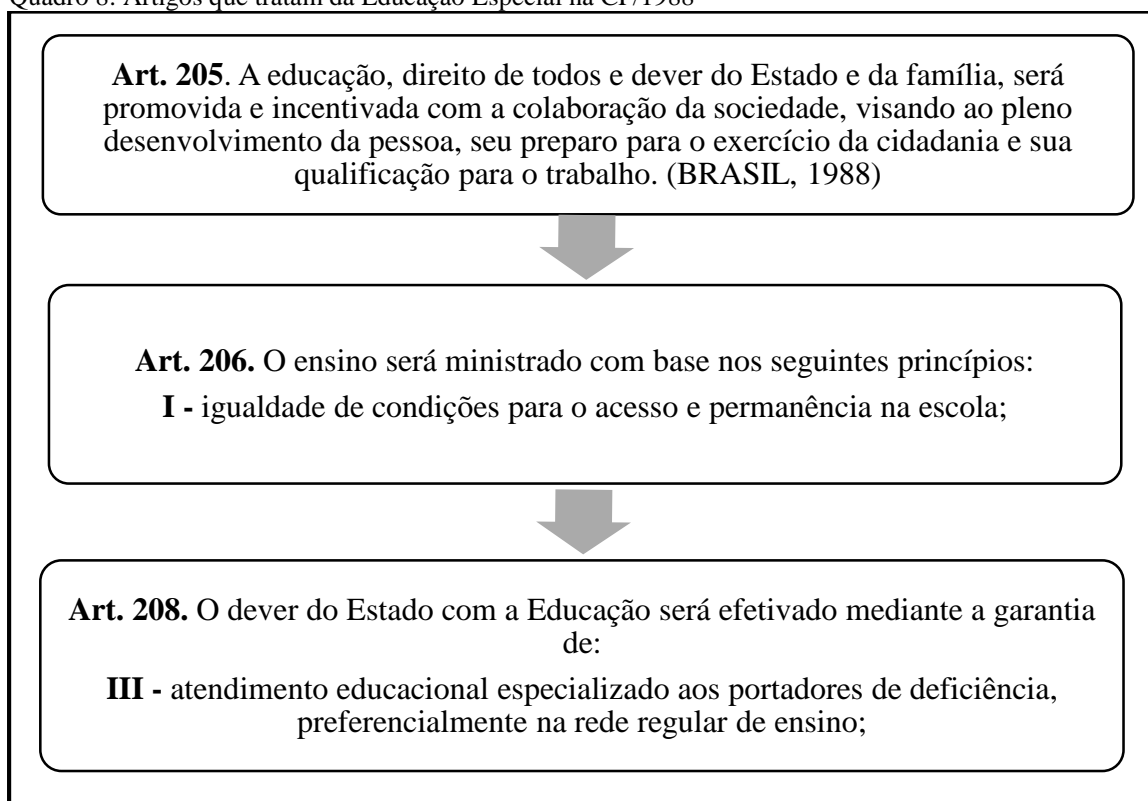 Quadro 8: Artigos que tratam da Educação Especial na CF/1988
Art. 205. A educação, direito de todos e dever do Estado e da família, será
promovida e incentivada com a colaboração da sociedade, visando ao pleno
desenvolvimento da pessoa, seu preparo para o exercício da cidadania e sua
qualificação para o trabalho. (BRASIL, 1988)
Art. 206. O ensino será ministrado com base nos seguintes princípios:
I - igualdade de condições para o acesso e permanência na escola;
Art. 208. O dever do Estado com a Educação será efetivado mediante a garantia
de:
III - atendimento educacional especializado aos portadores de deficiência,
preferencialmente na rede regular de ensino;